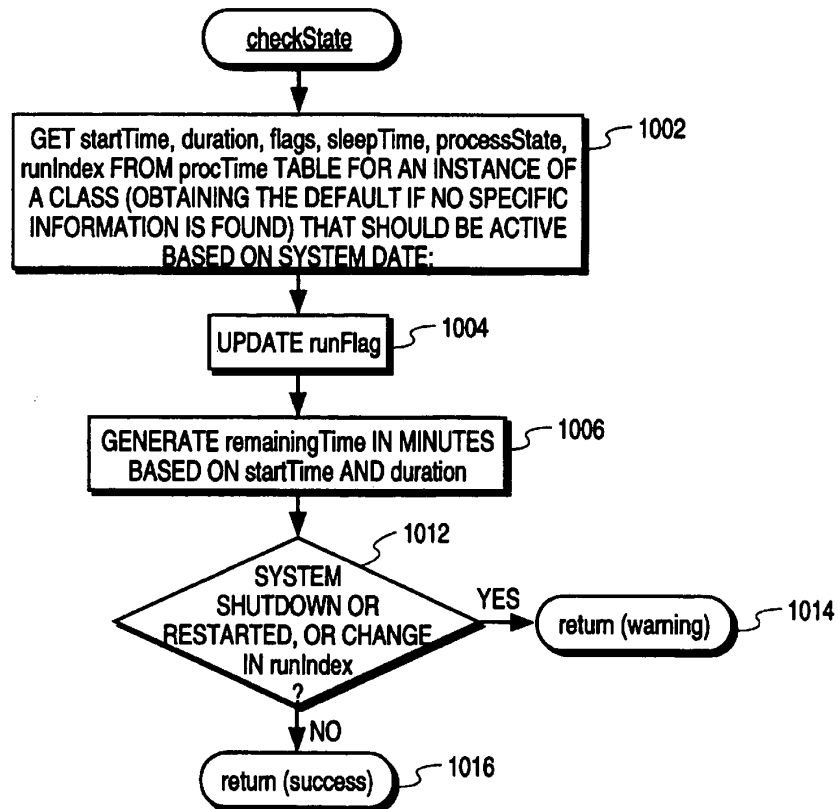 checkState
GET startTime, duration, flags, sleepTime, processState,
runIndex FROM procTime TABLE FOR AN INSTANCE OF
A CLASS (OBTAINING THE DEFAULT IF NO SPECIFIC
INFORMATION IS FOUND) THAT SHOULD BE ACTIVE
BASED ON SYSTEM DATE;
1002
UPDATE runFlag
1004
GENERATE remainingTime IN MINUTES
BASED ON startTime AND duration
1006
1012
SYSTEM
SHUTDOWN OR
RESTARTED, OR CHANGE
IN runIndex
?
YES
return (warning)
1014
NO
return (success)
1016